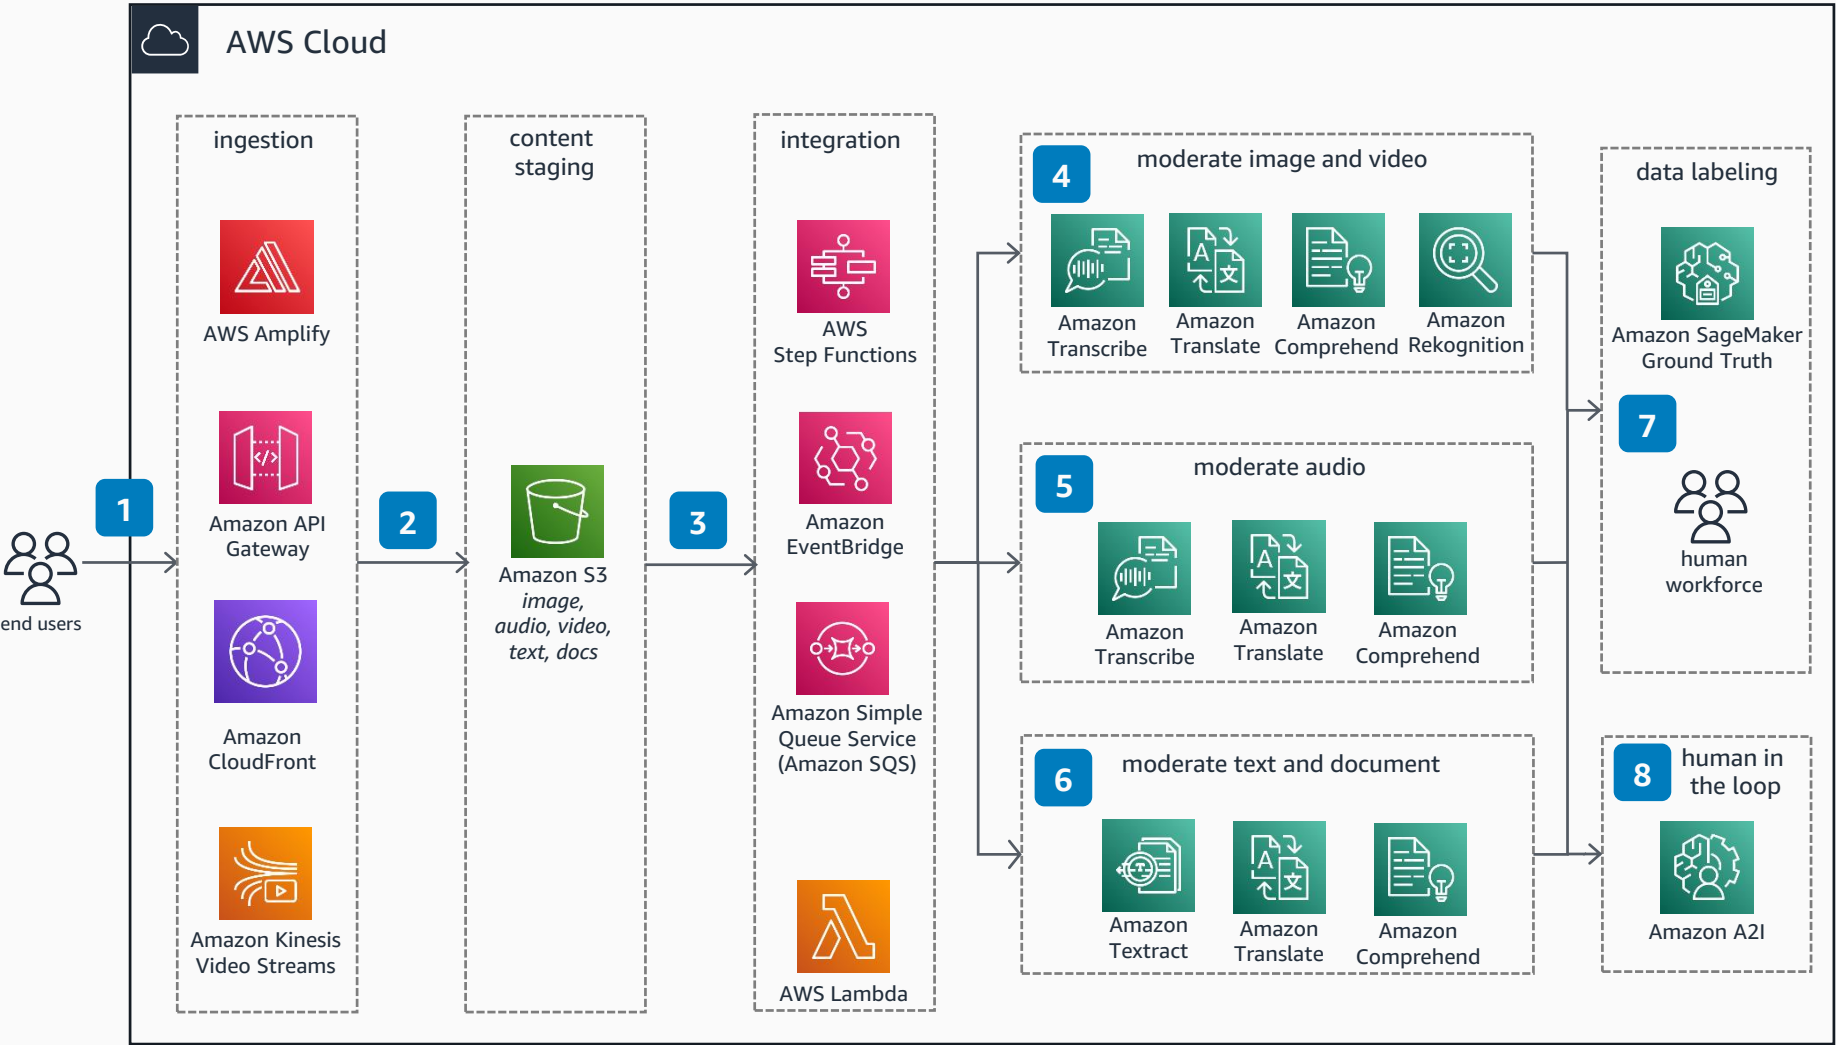 AWS Cloud
end users
1
ingestion
AWS Amplify
Amazon API
Gateway
Amazon
CloudFront
Amazon Kinesis
Video Streams
2
content
staging
Amazon S3
image,
audio, video,
text, docs
3
integration
AWS
Step Functions
Amazon
EventBridge
Amazon Simple
Queue Service
(Amazon SQS)
AWS Lambda
4
moderate image and video
Amazon
Transcribe
Amazon
Translate
Amazon
Comprehend
Amazon
Rekognition
5
moderate audio
Amazon
Transcribe
Amazon
Translate
Amazon
Comprehend
6
moderate text and document
Amazon
Textract
Amazon
Translate
Amazon
Comprehend
data labeling
Amazon SageMaker
Ground Truth
7
human
workforce
8
human in
the loop
Amazon A2I